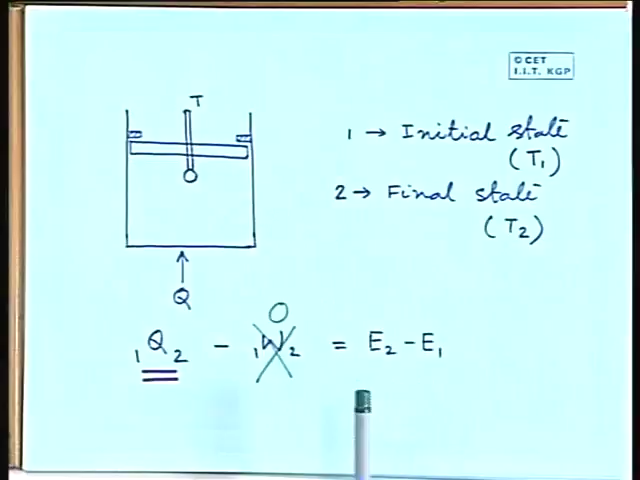 © CET
I.I.T. KGP
T
1 → Initial state
(T₁)
2 → Final state
(T₂)
Q
₁Q₂ - ₁W₂ = E₂ - E₁
0